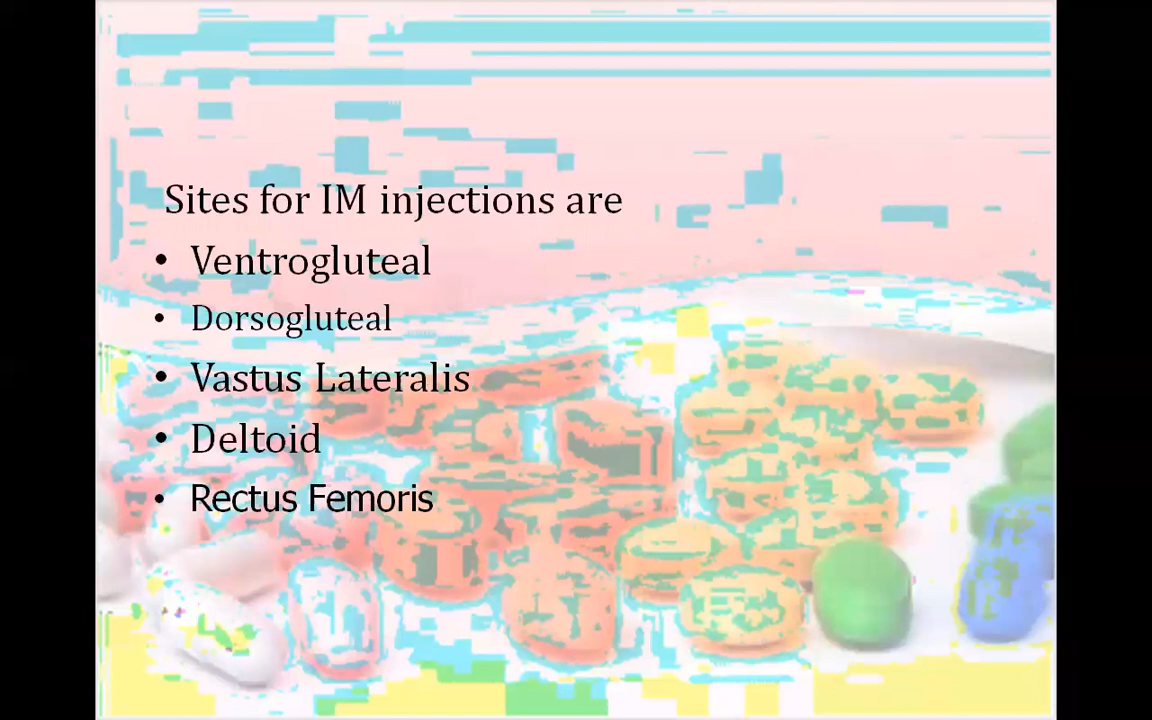 Sites for IM injections are
• Ventrogluteal
• Dorsogluteal
• Vastus Lateralis
• Deltoid
• Rectus Femoris